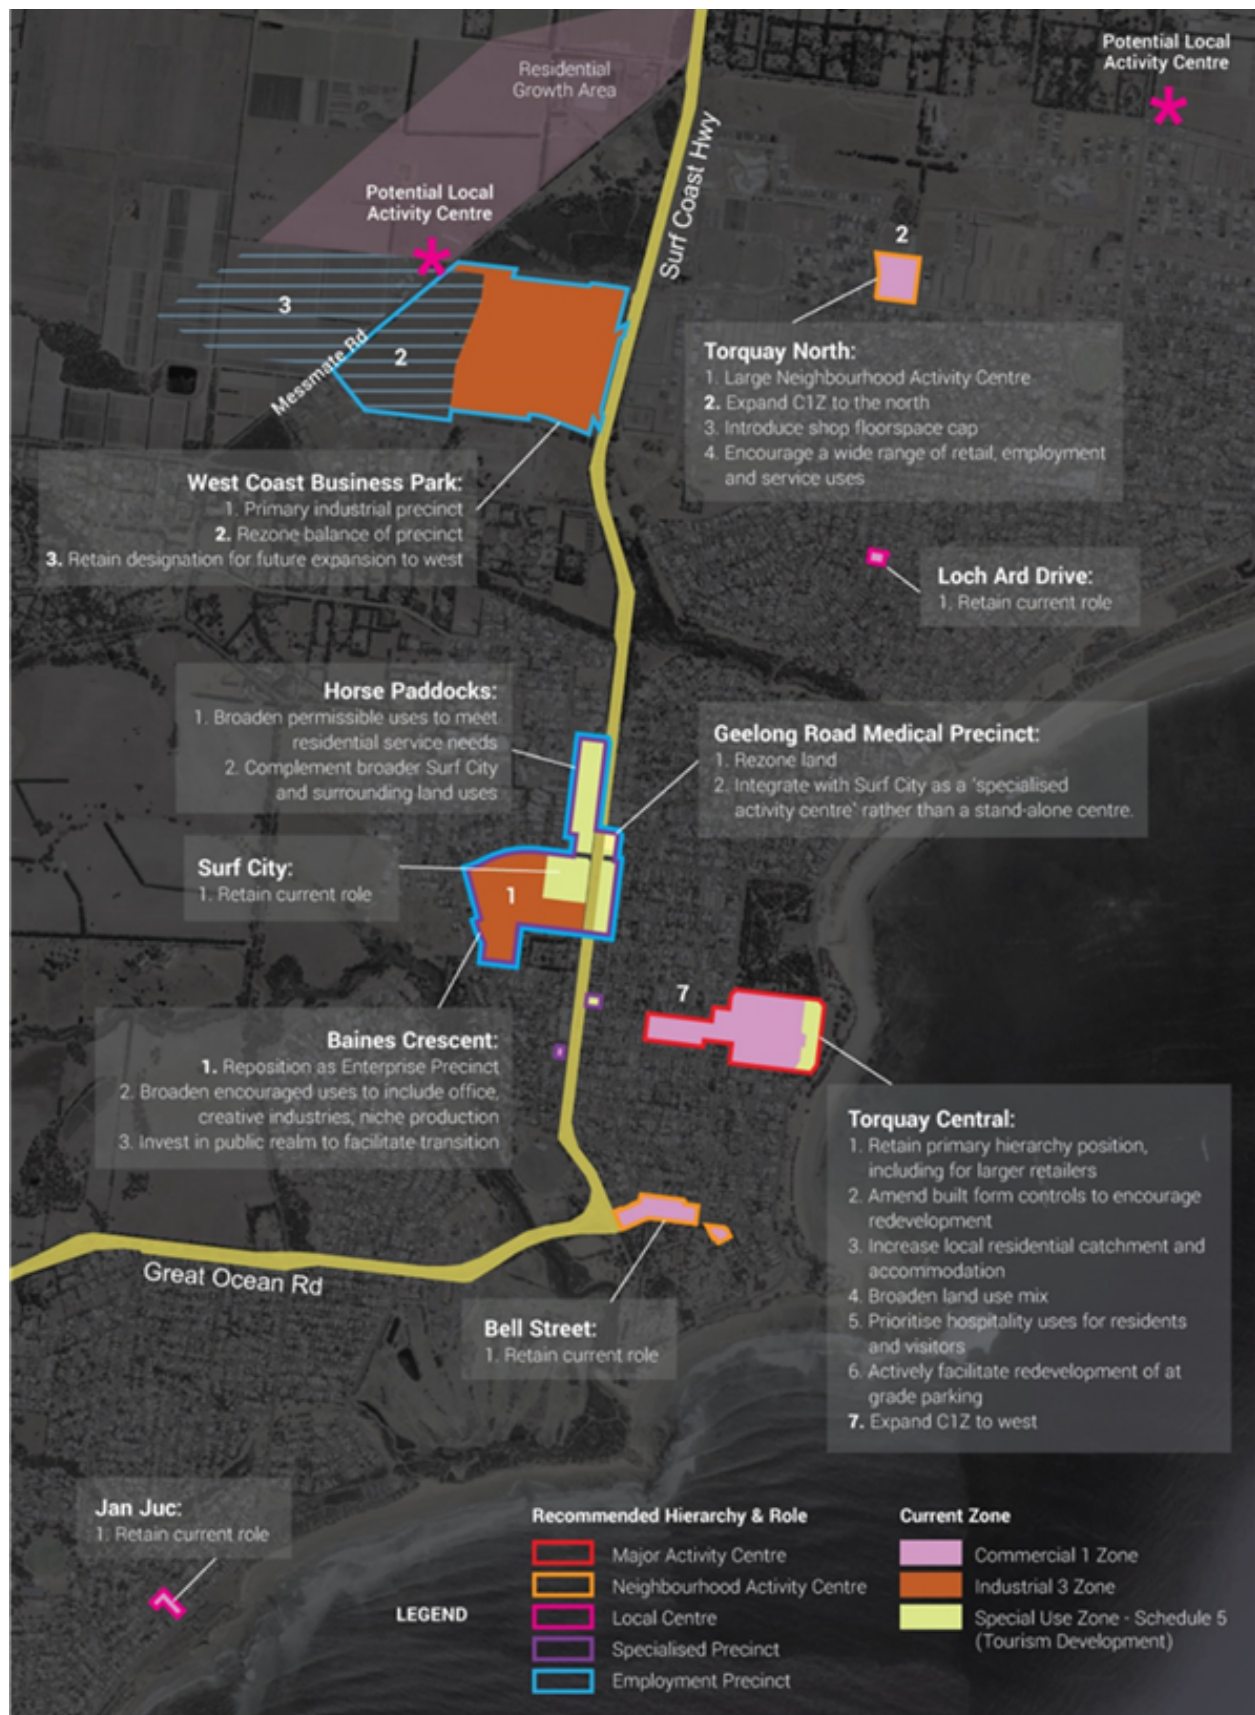 Potential Local
Activity Centre
Residential
Growth Area
Surf Coast Hwy
Potential Local
Activity Centre
2
3
Messmate Rd
2
Torquay North:
1. Large Neighbourhood Activity Centre
2. Expand C1Z to the north
3. Introduce shop floorspace cap
4. Encourage a wide range of retail, employment
and service uses
West Coast Business Park:
1. Primary industrial precinct
2. Rezone balance of precinct
3. Retain designation for future expansion to west
Loch Ard Drive:
1. Retain current role
Horse Paddocks:
1. Broaden permissible uses to meet
residential service needs
2. Complement broader Surf City
and surrounding land uses
Geelong Road Medical Precinct:
1. Rezone land
2. Integrate with Surf City as a 'specialised
activity centre' rather than a stand-alone centre.
Surf City:
1. Retain current role
1
7
Baines Crescent:
1. Reposition as Enterprise Precinct
2. Broaden encouraged uses to include office,
creative industries, niche production
3. Invest in public realm to facilitate transition
Torquay Central:
1. Retain primary hierarchy position,
including for larger retailers
2. Amend built form controls to encourage
redevelopment
3. Increase local residential catchment and
accommodation
4. Broaden land use mix
5. Prioritise hospitality uses for residents
and visitors
6. Actively facilitate redevelopment of at
grade parking
7. Expand C1Z to west
Great Ocean Rd
Bell Street:
1. Retain current role
Jan Juc:
1. Retain current role
LEGEND
Recommended Hierarchy & Role
Major Activity Centre
Neighbourhood Activity Centre
Local Centre
Specialised Precinct
Employment Precinct
Current Zone
Commercial 1 Zone
Industrial 3 Zone
Special Use Zone - Schedule 5
(Tourism Development)